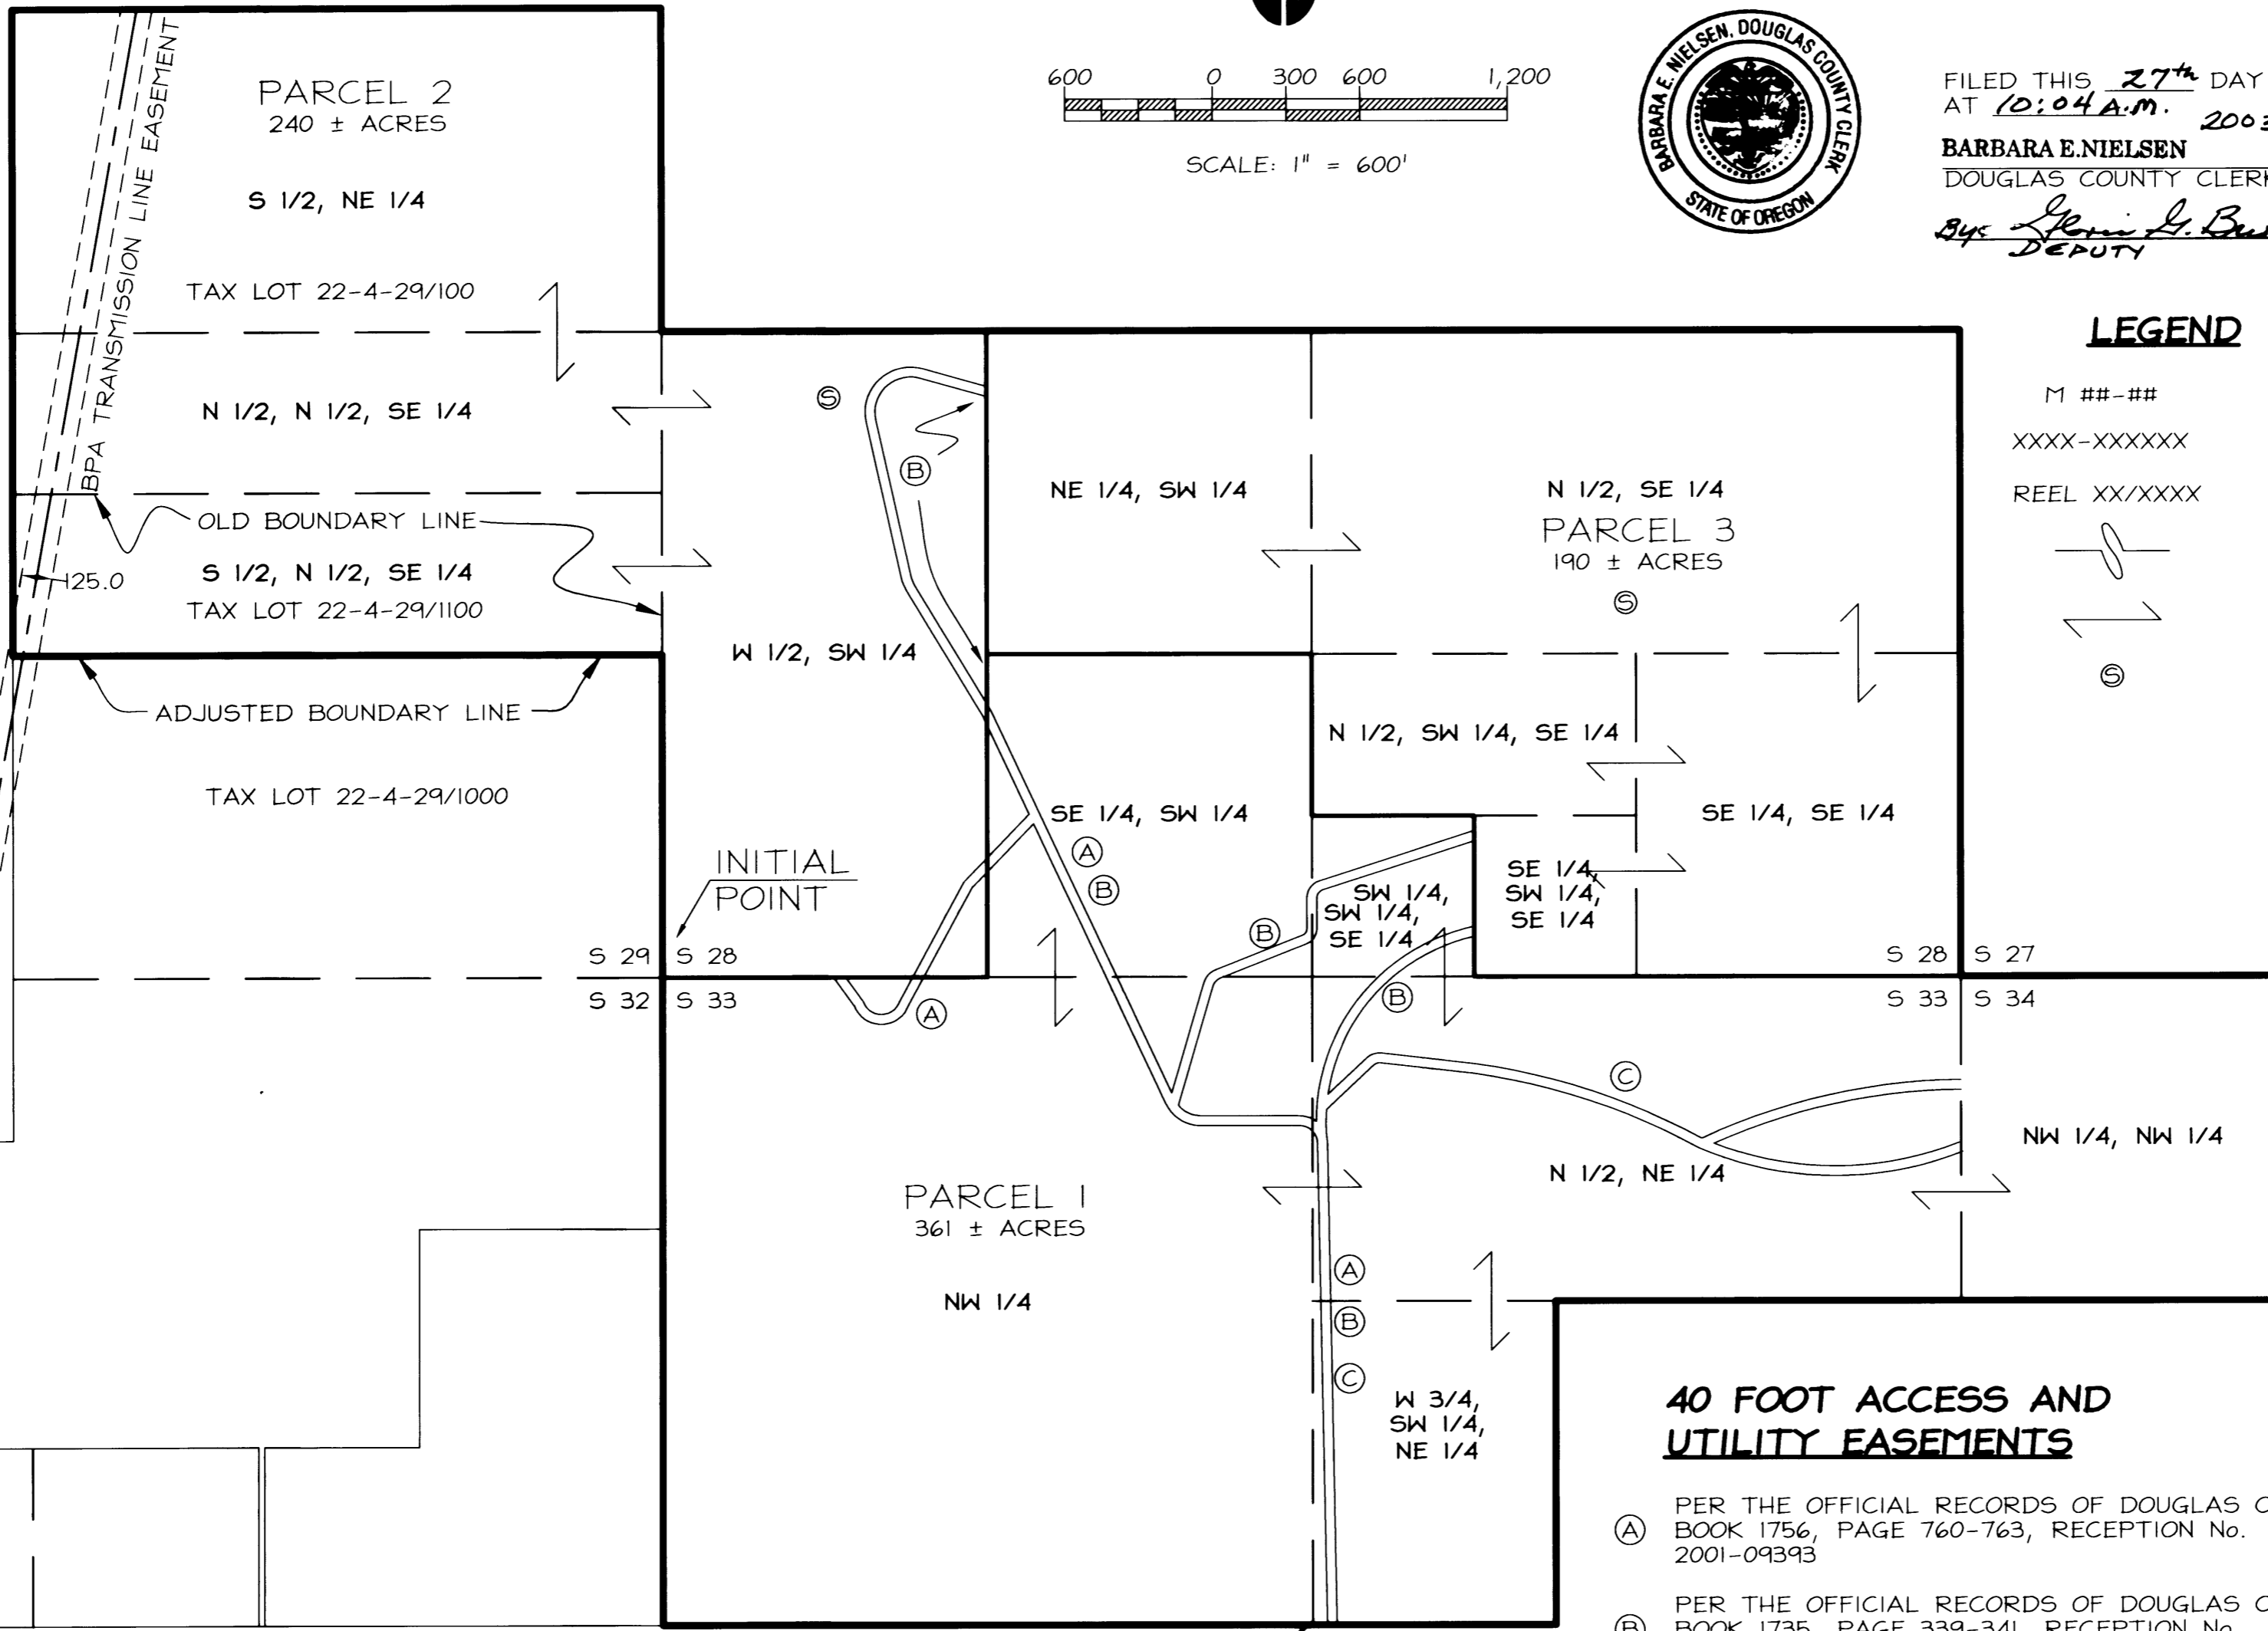 BPA TRANSMISSION LINE EASEMENT
PARCEL 2
240 ± ACRES
S 1/2, NE 1/4
TAX LOT 22-4-29/100
N 1/2, N 1/2, SE 1/4
OLD BOUNDARY LINE
S 1/2, N 1/2, SE 1/4
125.0
TAX LOT 22-4-29/1100
ADJUSTED BOUNDARY LINE
TAX LOT 22-4-29/1000
600 0 300 600 1,200
SCALE: 1" = 600'
BARBARA E. NIELSEN, DOUGLAS COUNTY CLERK
STATE OF OREGON
FILED THIS 27th DAY
AT 10:04 A.M. 2003
BARBARA E.NIELSEN
DOUGLAS COUNTY CLERK
By:
DEPUTY
LEGEND
M ##-##
XXXX-XXXXXX
REEL XX/XXXX
S
S
B
W 1/2, SW 1/4
NE 1/4, SW 1/4
N 1/2, SE 1/4
PARCEL 3
190 ± ACRES
S
N 1/2, SW 1/4, SE 1/4
SE 1/4, SW 1/4
SE 1/4, SE 1/4
A
B
INITIAL
POINT
SW 1/4,
SW 1/4,
SE 1/4
SE 1/4,
SW 1/4,
SE 1/4
B
S 29 S 28
S 32 S 33
A
B
S 28 S 27
S 33 S 34
C
N 1/2, NE 1/4
NW 1/4, NW 1/4
PARCEL 1
361 ± ACRES
NW 1/4
A
B
C
W 3/4,
SW 1/4,
NE 1/4
40 FOOT ACCESS AND
UTILITY EASEMENTS
A
PER THE OFFICIAL RECORDS OF DOUGLAS
BOOK 1756, PAGE 760-763, RECEPTION No.
2001-09393
B
PER THE OFFICIAL RECORDS OF DOUGLAS
BOOK 1735, PAGE 339-341, RECEPTION No.